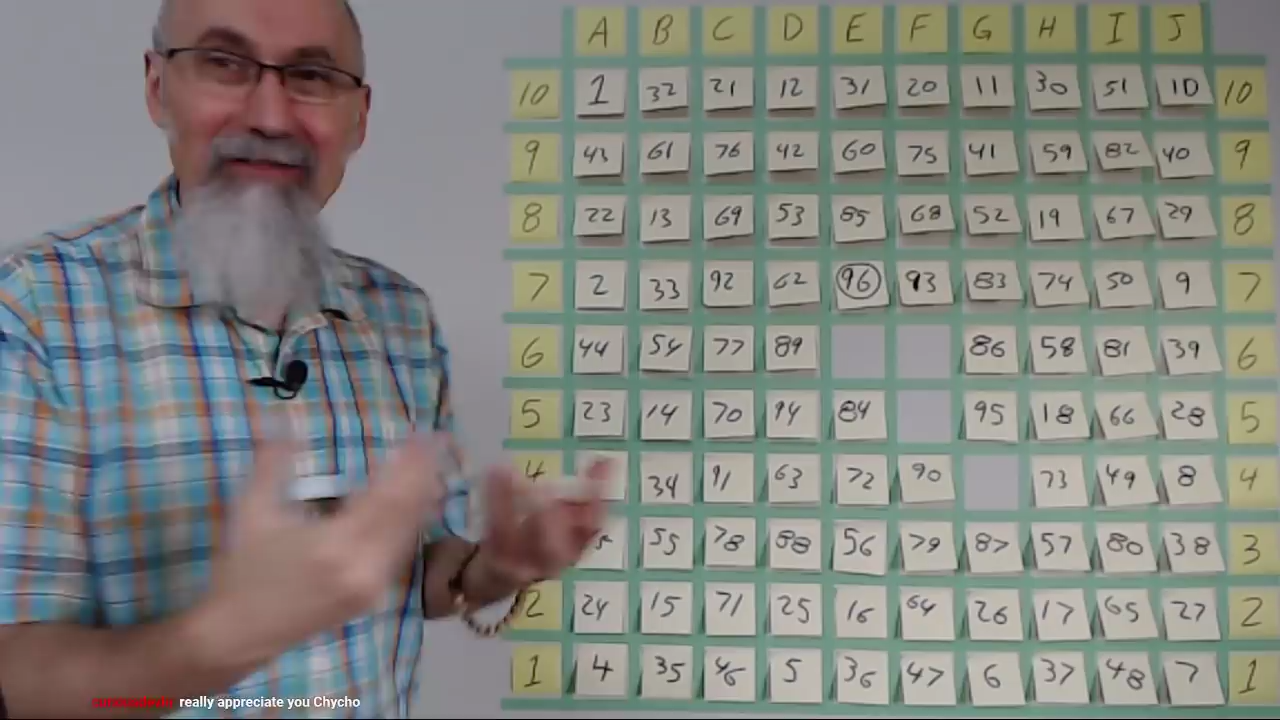 A B C D E F G H I J
10 1 32 21 12 31 20 11 30 51 10 10
9 43 61 76 42 60 75 41 59 82 40 9
8 22 13 69 53 85 68 52 19 67 29 8
7 2 33 92 62 96 93 83 74 50 9 7
6 44 54 77 89 86 58 81 39 6
5 23 14 70 94 84 95 18 66 28 5
4 34 91 63 72 90 73 49 8 4
55 78 88 56 79 87 57 80 38 3
2 24 15 71 25 16 64 26 17 65 27 2
1 4 35 46 5 36 47 6 37 48 7 1
really appreciate you Chycho